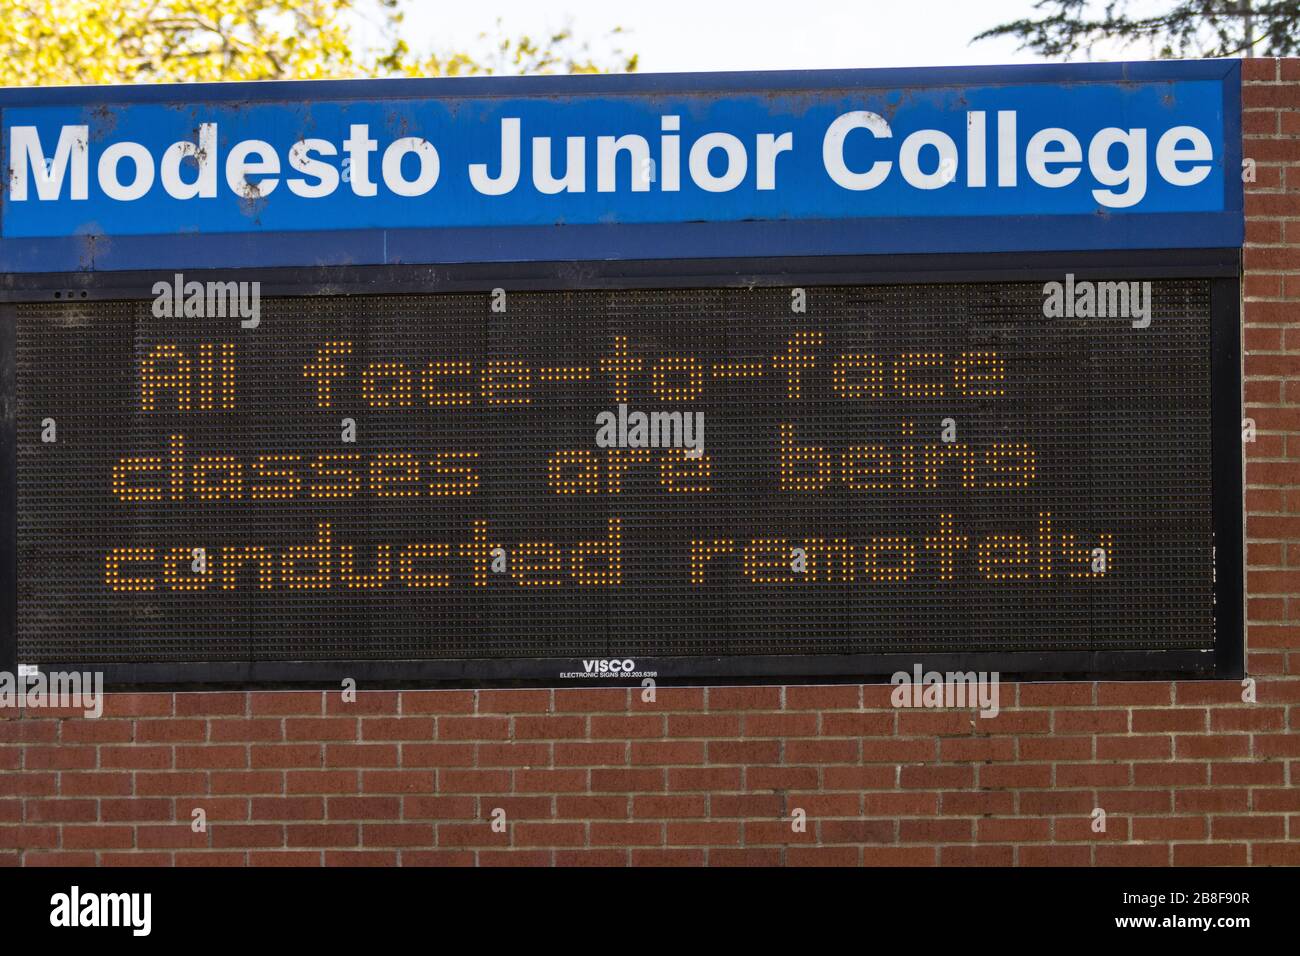 Modesto Junior College
All face-to-face
classes are being
conducted remotely
VISCO
ELECTRONIC SIGNS 800.203.6398
alamy
alamy
alamy
alamy
alamy
a
a
a
a
a
a
a
a
a
a
a
alamy
Image ID: 2B8F90R
www.alamy.com